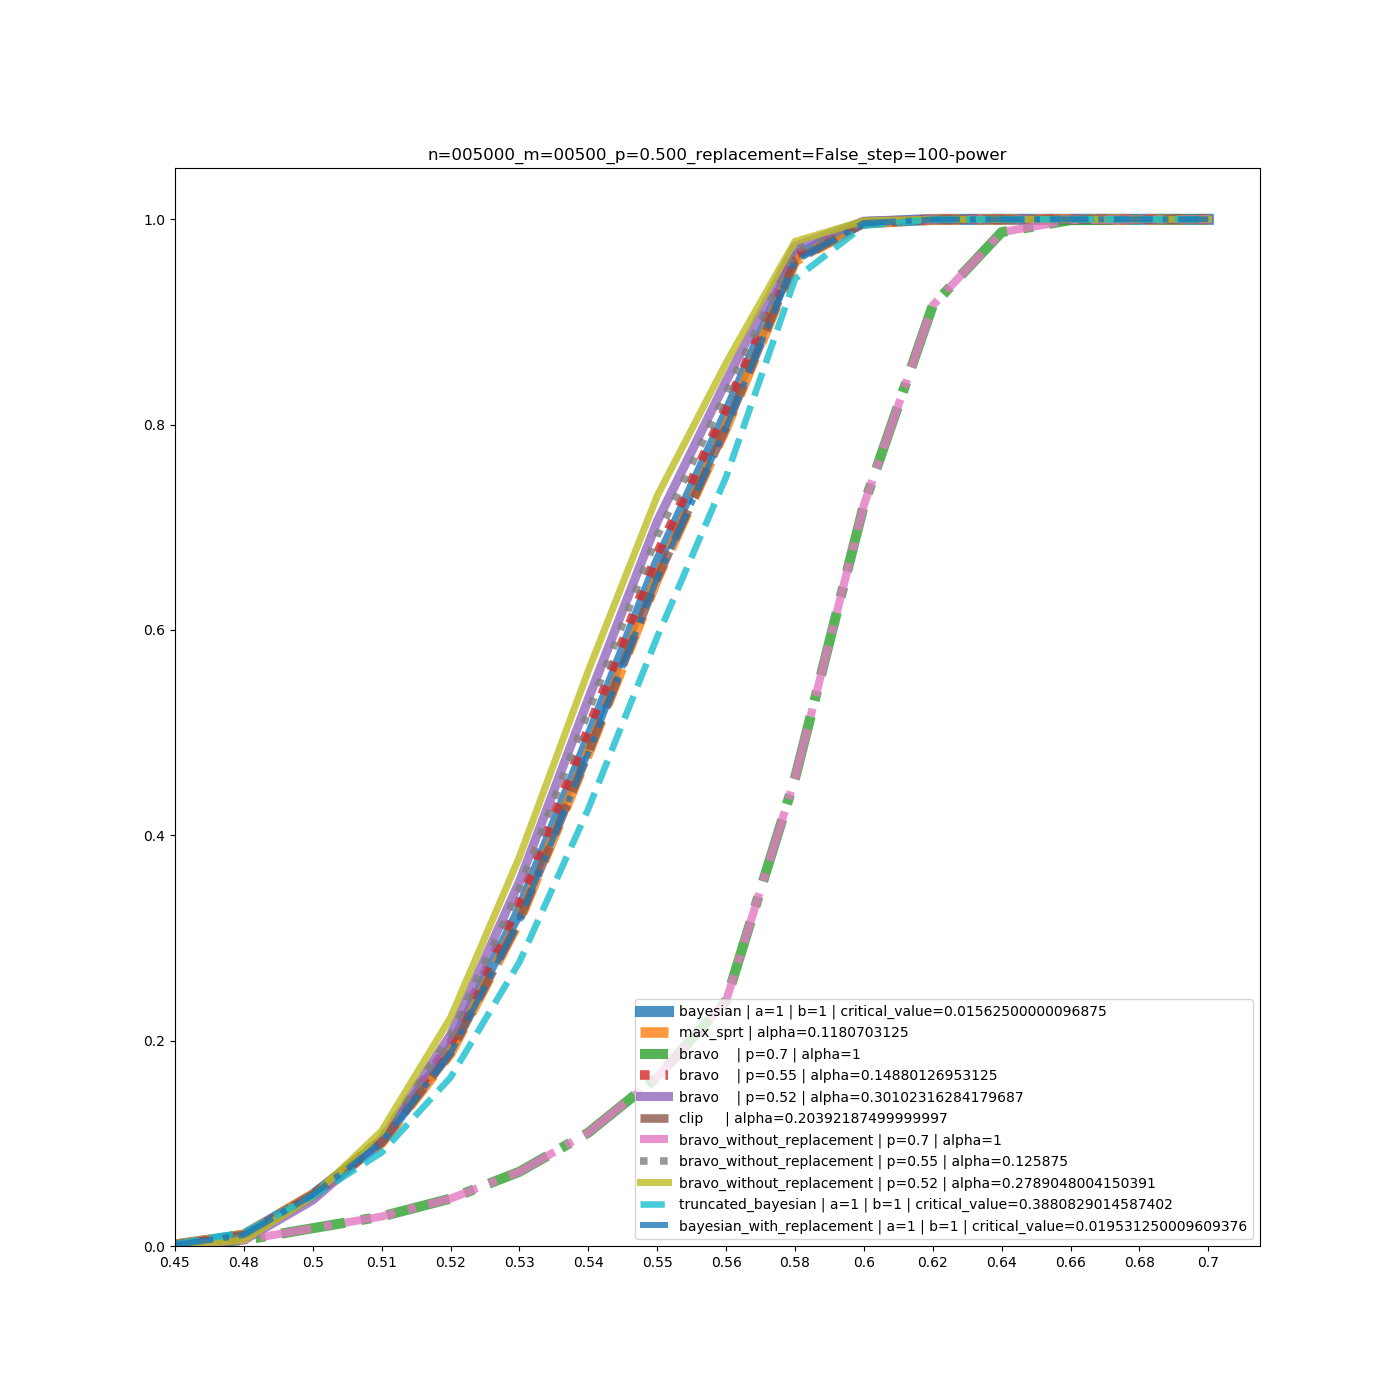 n=005000_m=00500_p=0.500_replacement=False_step=100-power
1.0
0.8
0.6
0.4
0.2
0.0
bayesian | a=1 | b=1 | critical_value=0.01562500000096875
max_sprt | alpha=0.1180703125
bravo | p=0.7 | alpha=1
bravo | p=0.55 | alpha=0.14880126953125
bravo | p=0.52 | alpha=0.30102316284179687
clip | alpha=0.20392187499999997
bravo_without_replacement | p=0.7 | alpha=1
bravo_without_replacement | p=0.55 | alpha=0.125875
bravo_without_replacement | p=0.52 | alpha=0.2789048004150391
truncated_bayesian | a=1 | b=1 | critical_value=0.3880829014587402
bayesian_with_replacement | a=1 | b=1 | critical_value=0.019531250009609376
0.45 0.48 0.5 0.51 0.52 0.53 0.54 0.55 0.56 0.58 0.6 0.62 0.64 0.66 0.68 0.7